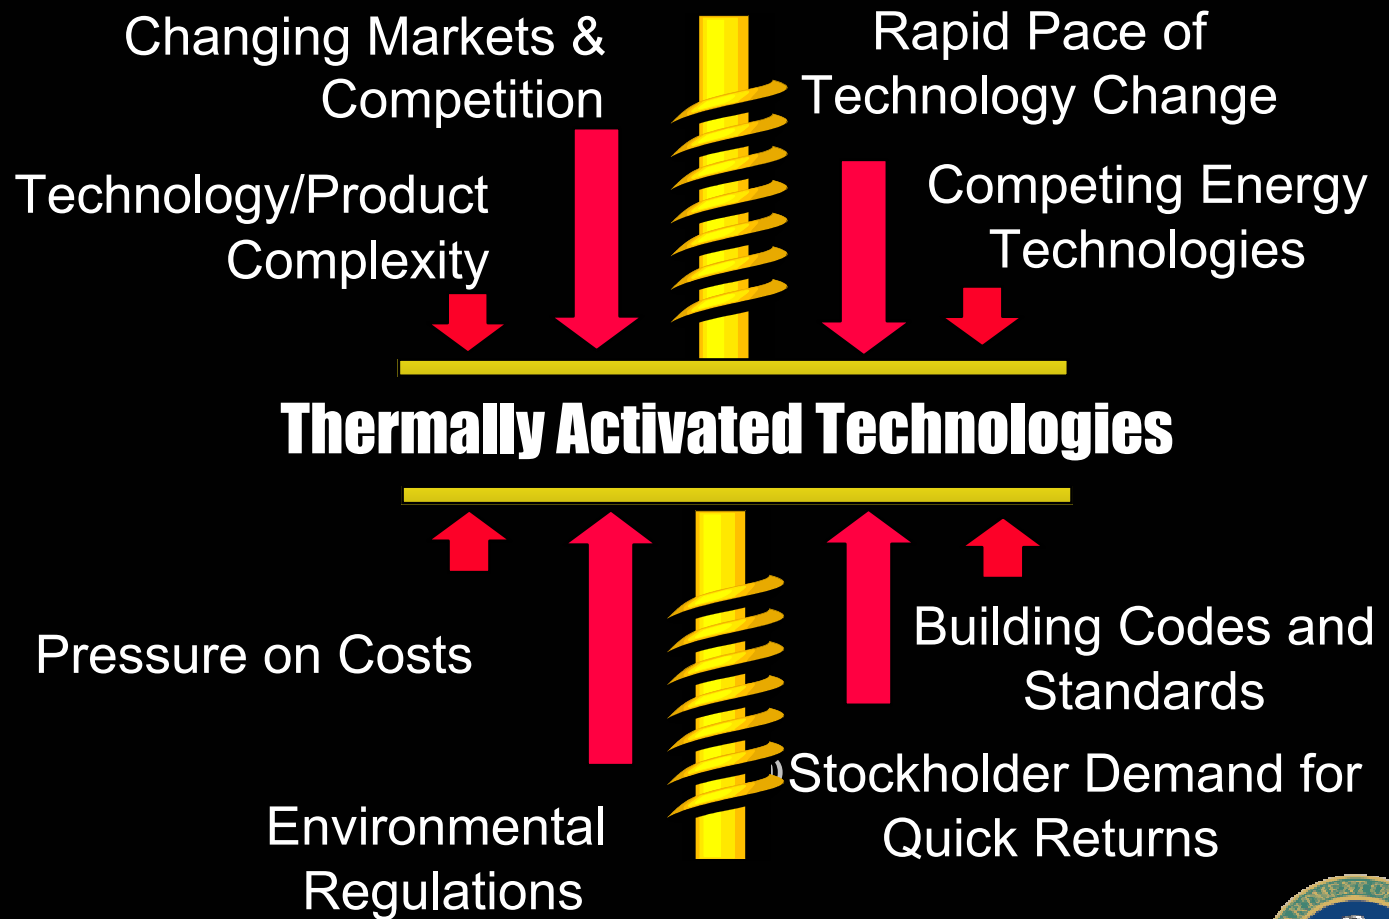 Changing Markets &
Competition
Rapid Pace of
Technology Change
Technology/Product
Complexity
Competing Energy
Technologies
Thermally Activated Technologies
Pressure on Costs
Building Codes and
Standards
Environmental
Regulations
Stockholder Demand for
Quick Returns